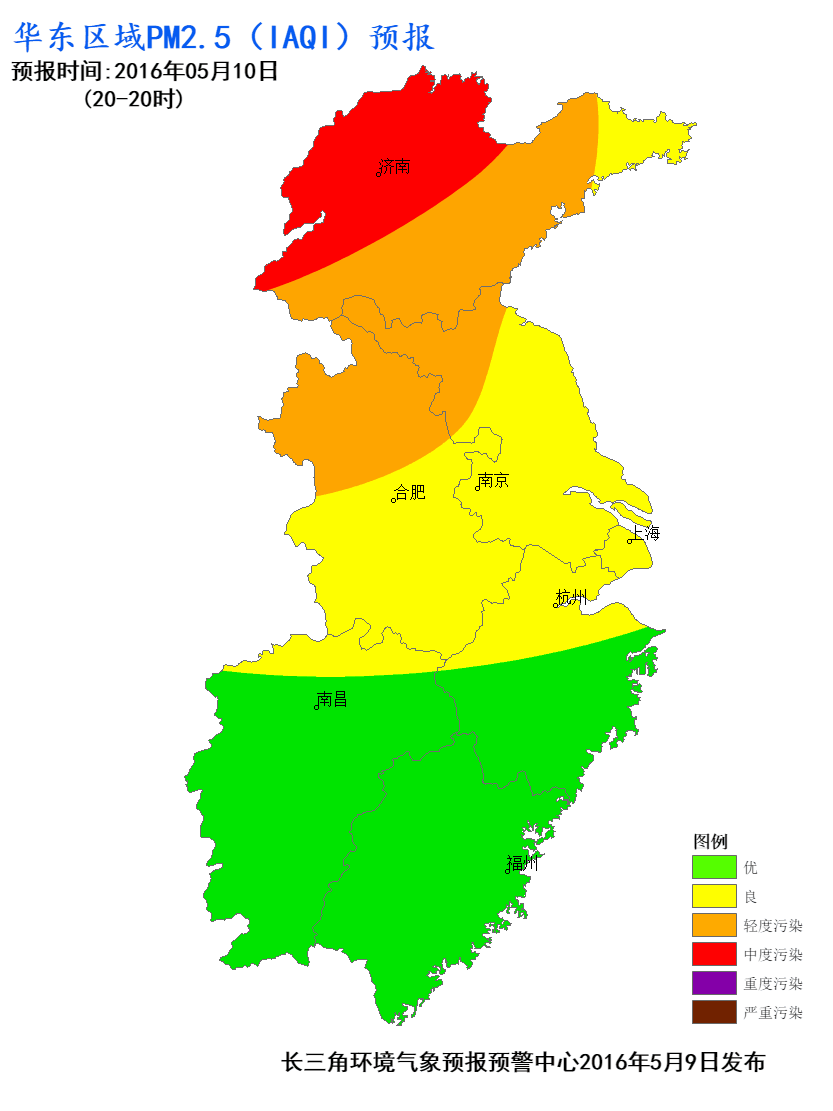 华东区域PM2.5（IAQI）预报
预报时间:2016年05月10日
(20-20时)
济南
合肥
南京
上海
杭州
南昌
福州
图例
优
良
轻度污染
中度污染
重度污染
严重污染
长三角环境气象预报预警中心2016年5月9日发布